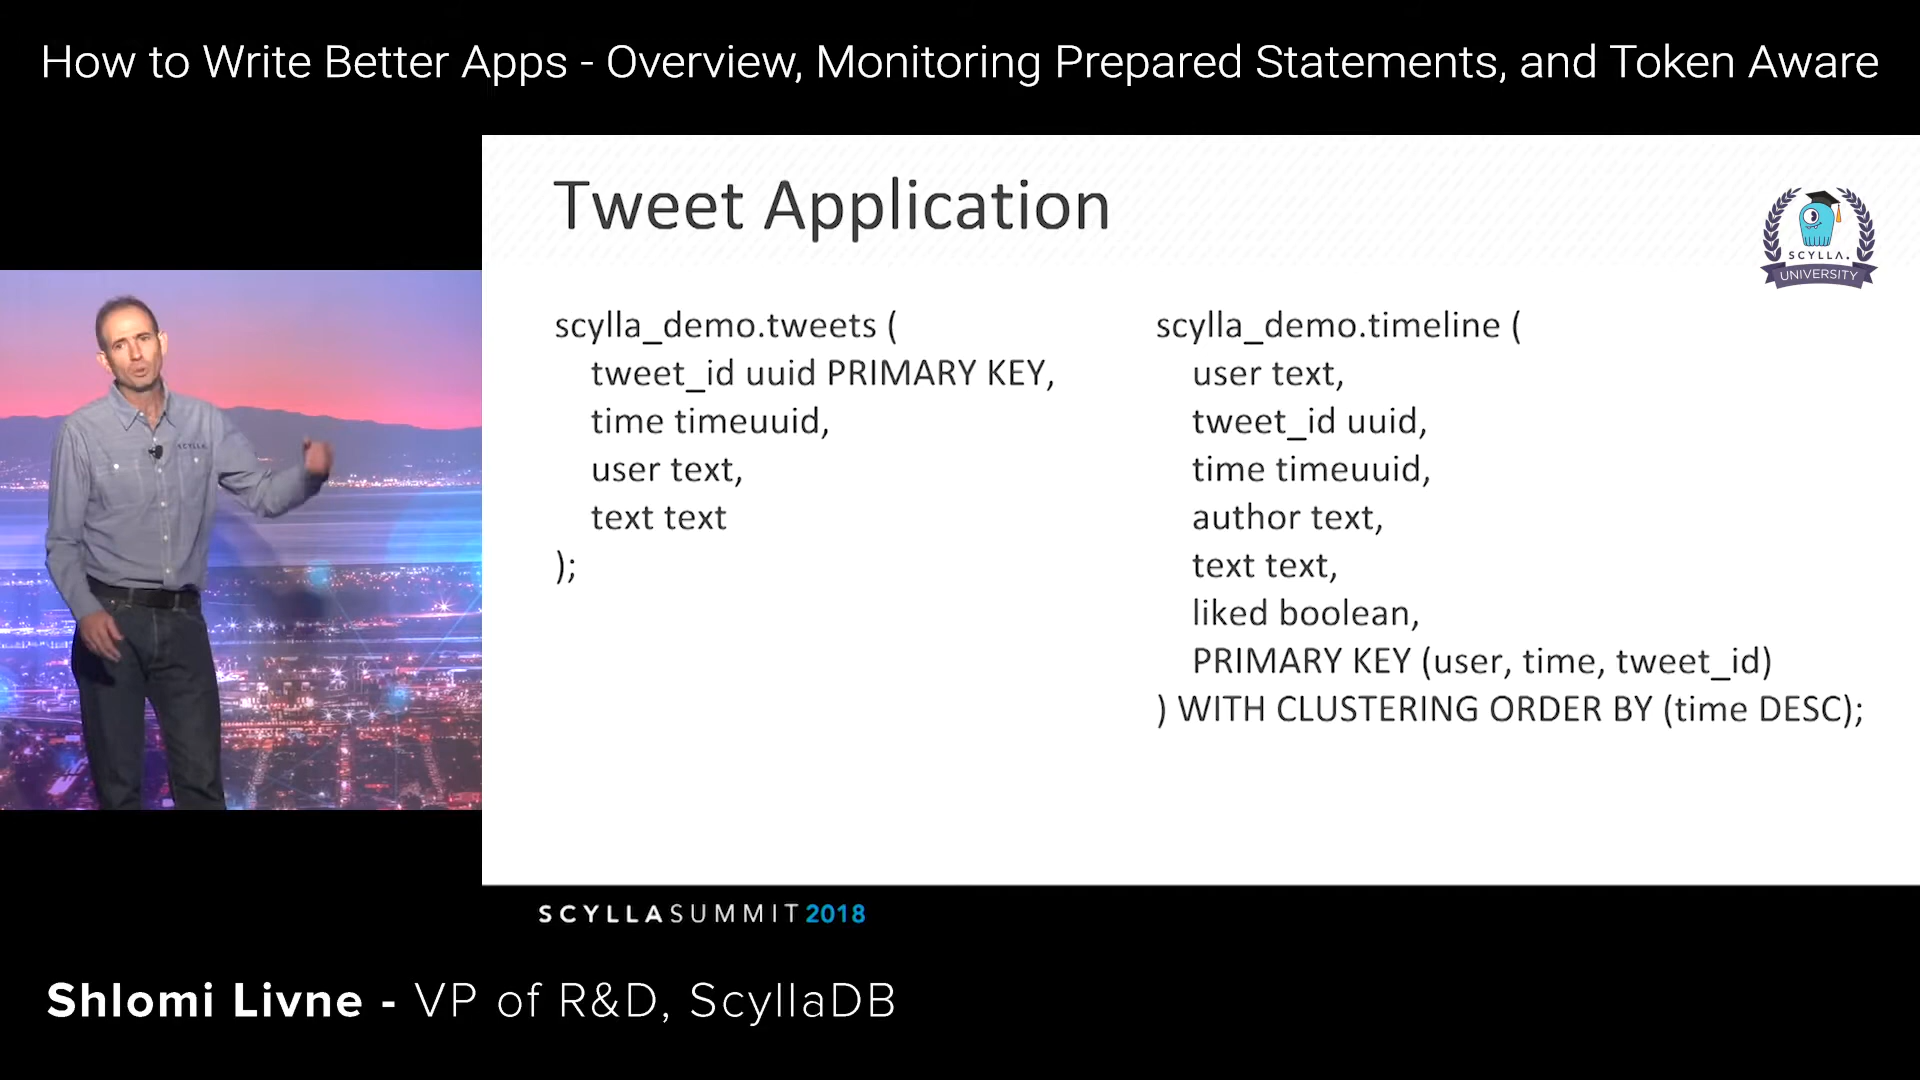 How to Write Better Apps - Overview, Monitoring Prepared Statements, and Token Aware
Tweet Application
SCYLLA.
UNIVERSITY
scylla_demo.tweets (
tweet_id uuid PRIMARY KEY,
time timeuuid,
user text,
text text
);
scylla_demo.timeline (
user text,
tweet_id uuid,
time timeuuid,
author text,
text text,
liked boolean,
PRIMARY KEY (user, time, tweet_id)
) WITH CLUSTERING ORDER BY (time DESC);
SCYLLA.
SCYLLASUMMIT 2018
Shlomi Livne - VP of R&D, ScyllaDB